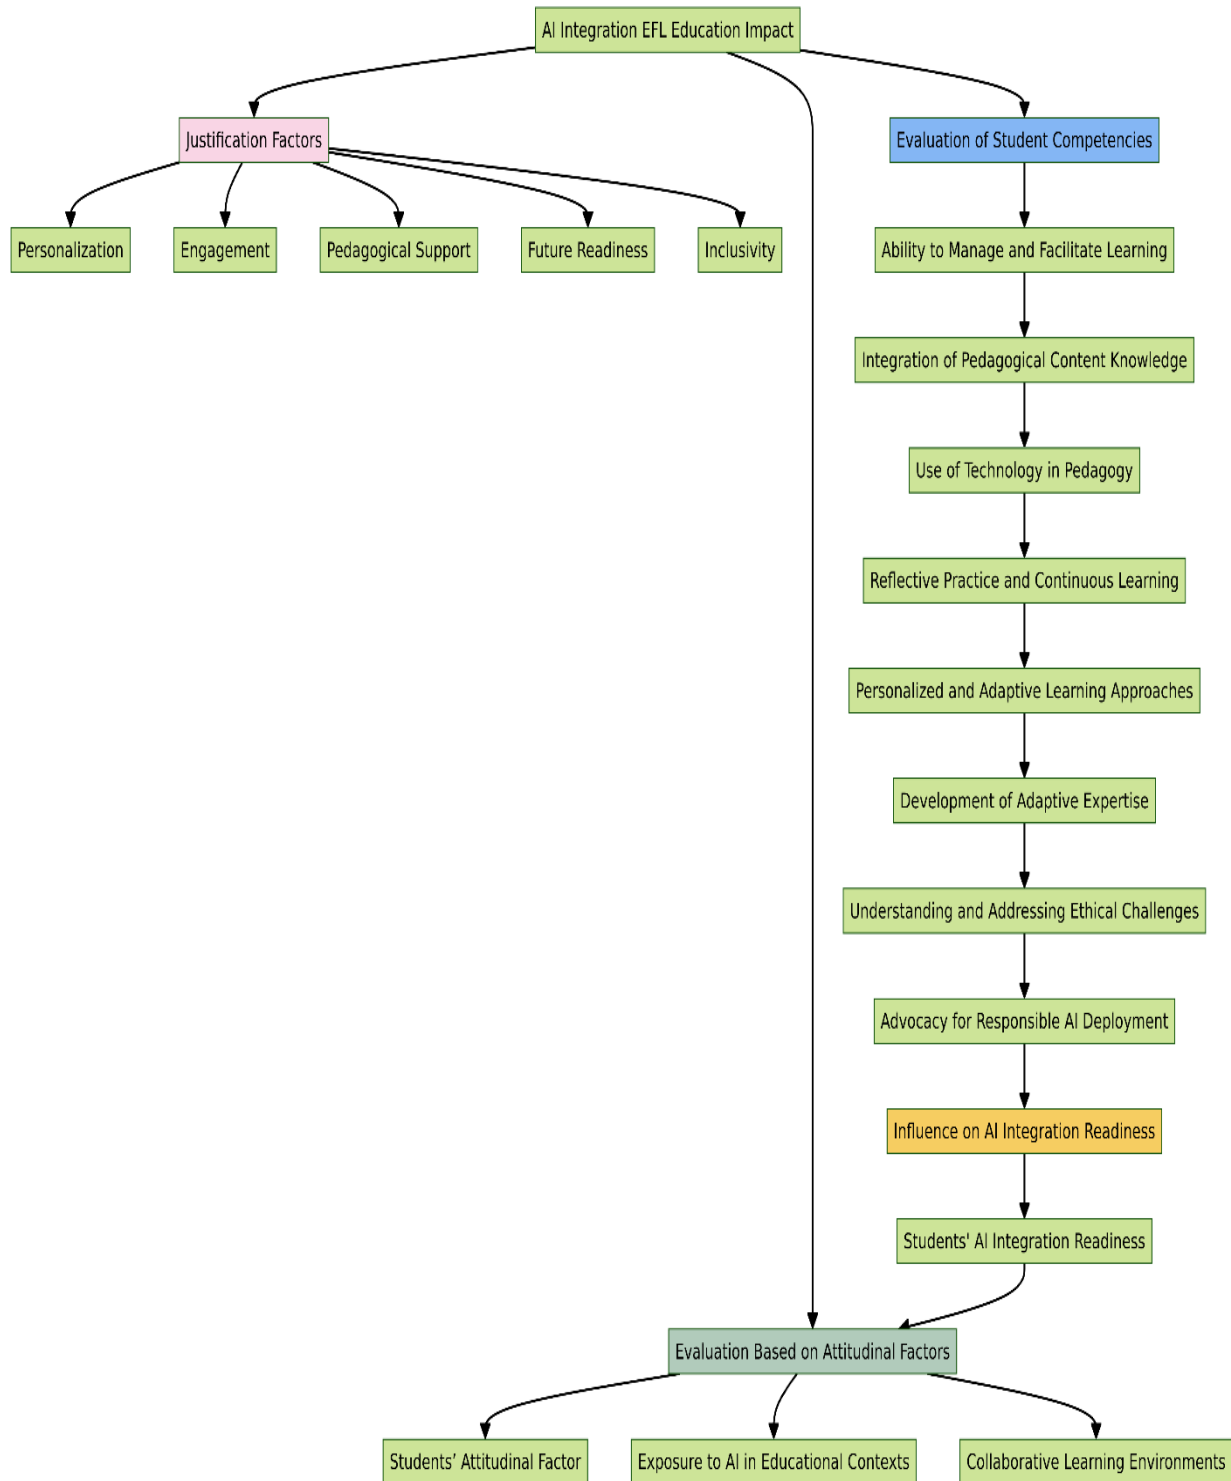 AI Integration EFL Education Impact
Justification Factors
Evaluation of Student Competencies
Personalization
Engagement
Pedagogical Support
Future Readiness
Inclusivity
Ability to Manage and Facilitate Learning
Integration of Pedagogical Content Knowledge
Use of Technology in Pedagogy
Reflective Practice and Continuous Learning
Personalized and Adaptive Learning Approaches
Development of Adaptive Expertise
Understanding and Addressing Ethical Challenges
Advocacy for Responsible AI Deployment
Influence on AI Integration Readiness
Students' AI Integration Readiness
Evaluation Based on Attitudinal Factors
Students’ Attitudinal Factor
Exposure to AI in Educational Contexts
Collaborative Learning Environments